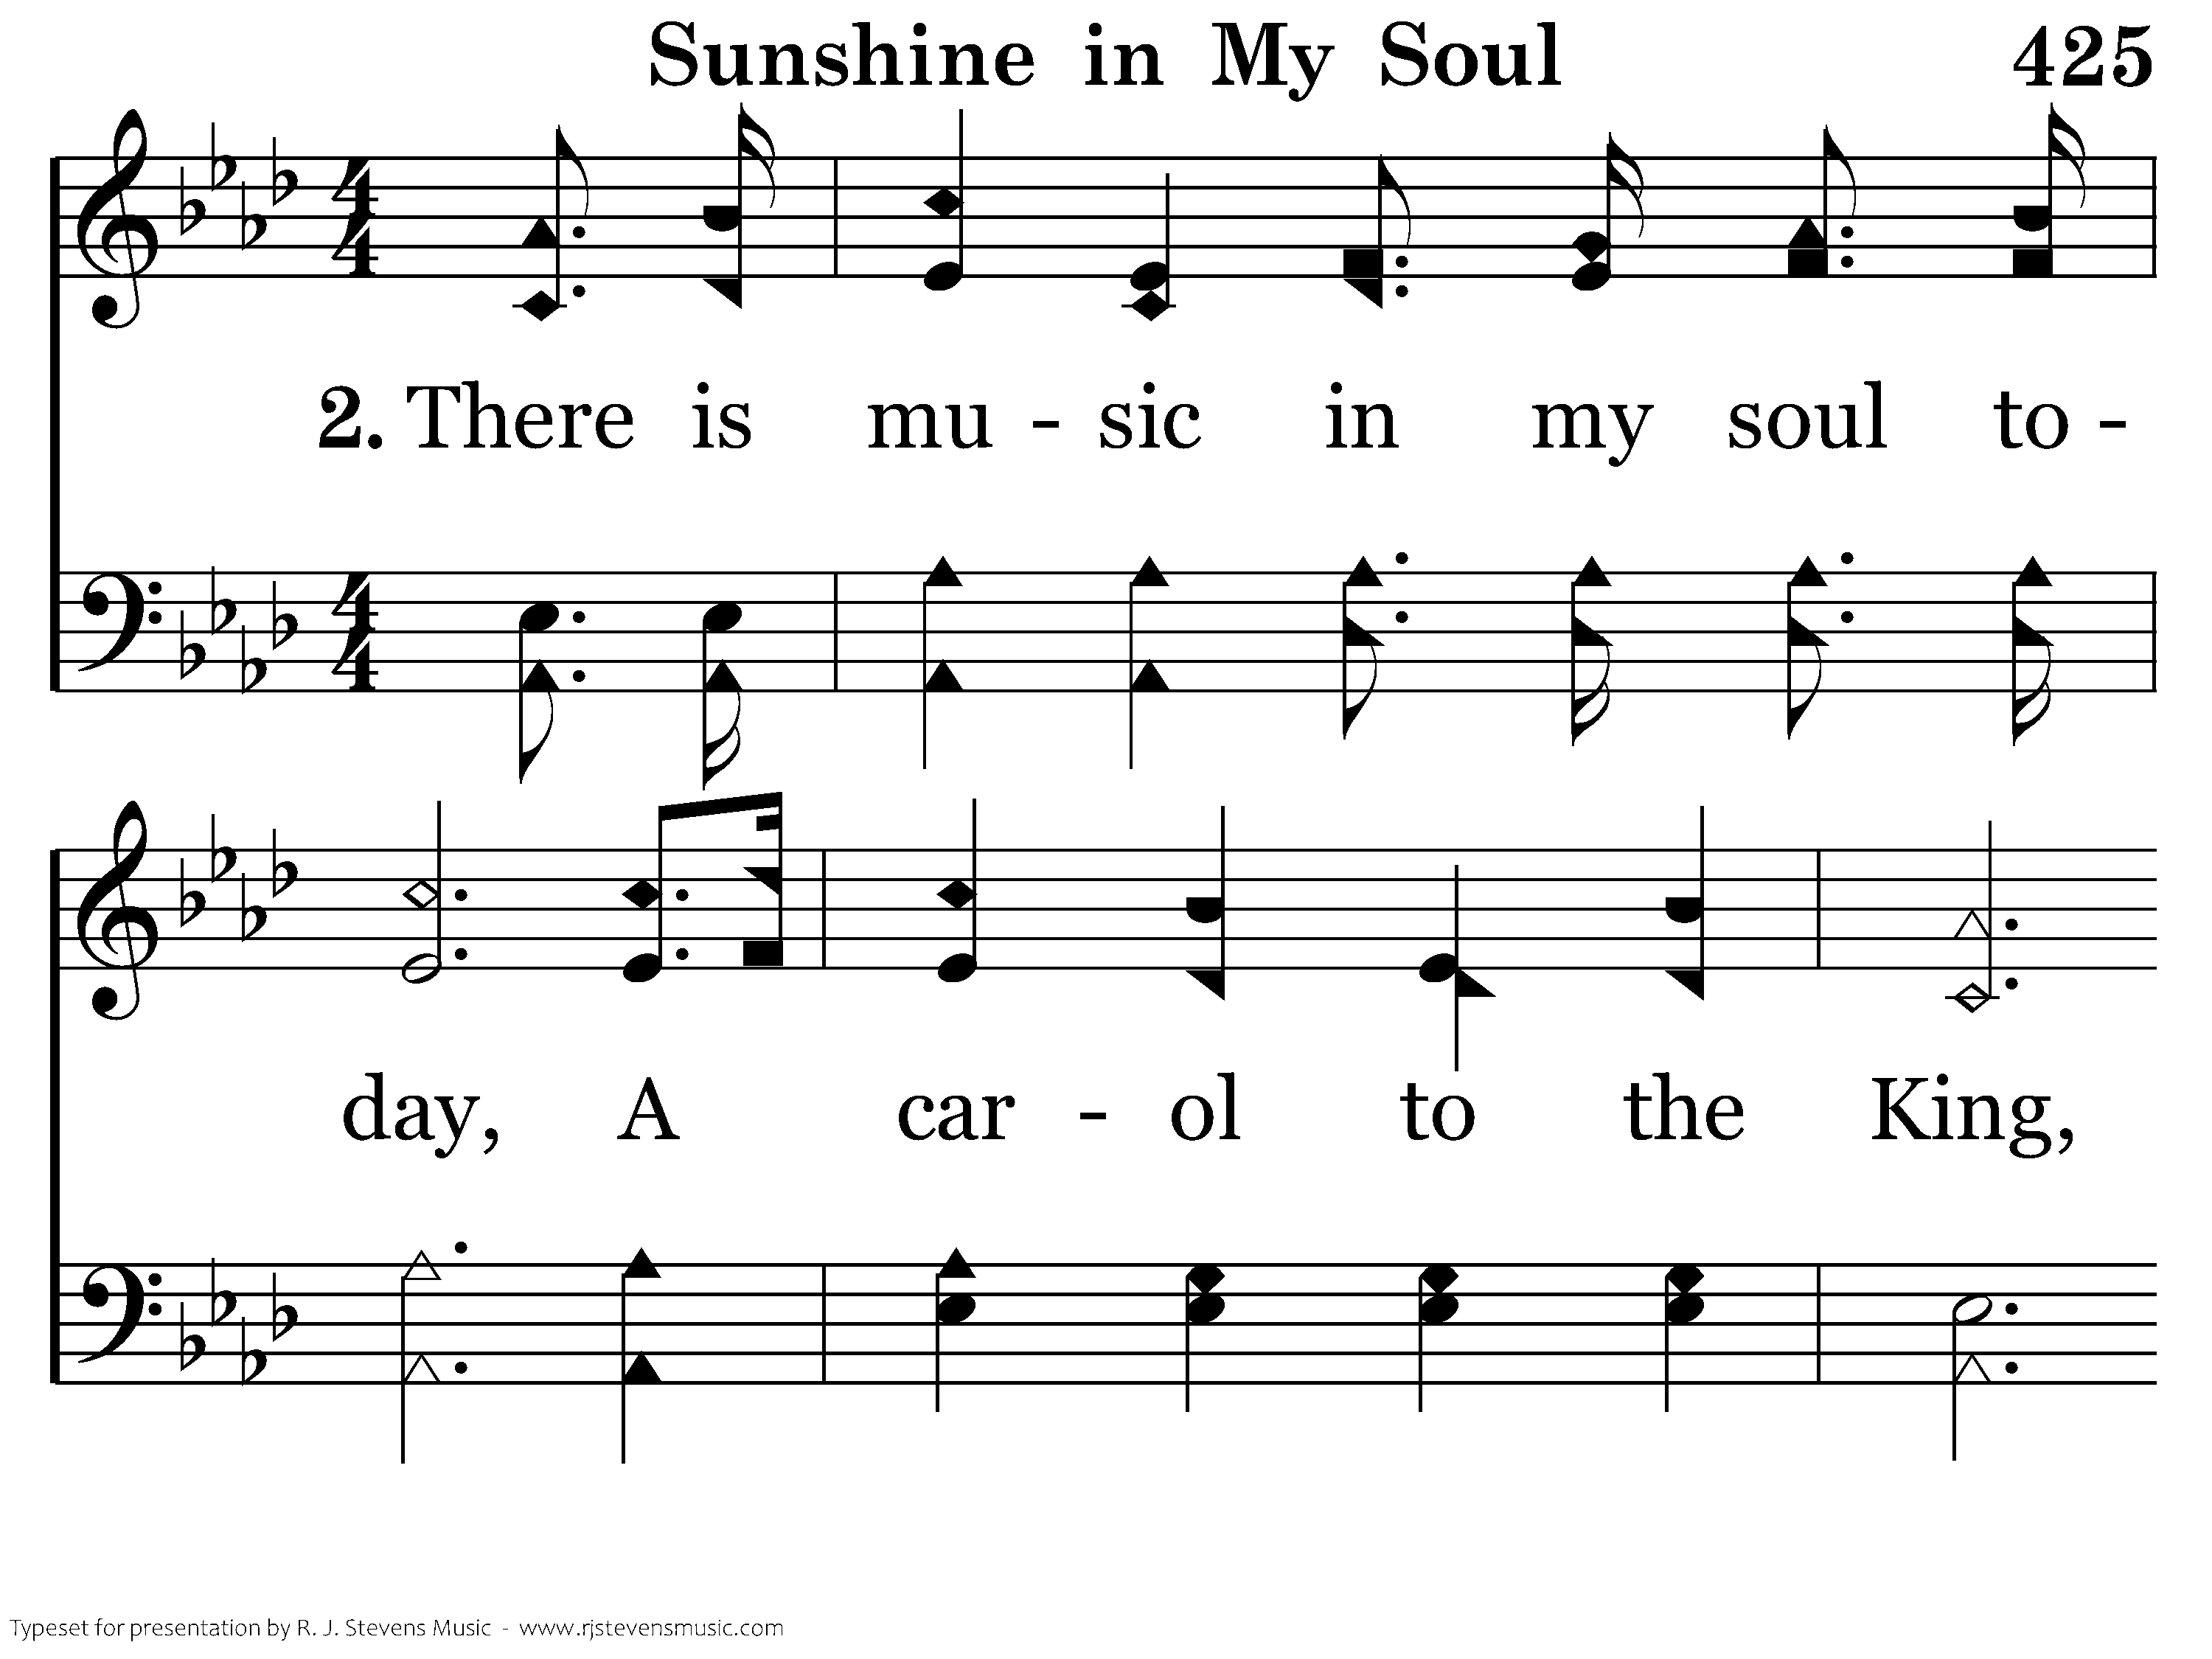 Sunshine in My Soul 425
2. There is mu - sic in my soul to -
day, A car - ol to the King,
Typeset for presentation by R. J. Stevens Music - www.rjstevensmusic.com